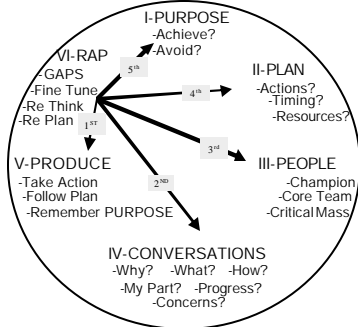 I-PURPOSE
-Achieve?
-Avoid?
VI-RAP
-GAPS
-Fine Tune
-Re Think
-Re Plan
5th
II-PLAN
-Actions?
-Timing?
-Resources?
4th
1ST
3rd
III-PEOPLE
-Champion
-Core Team
-Critical Mass
V-PRODUCE
-Take Action
-Follow Plan
-Remember PURPOSE
2ND
IV-CONVERSATIONS
-Why? -What? -How?
-My Part? -Progress?
-Concerns?